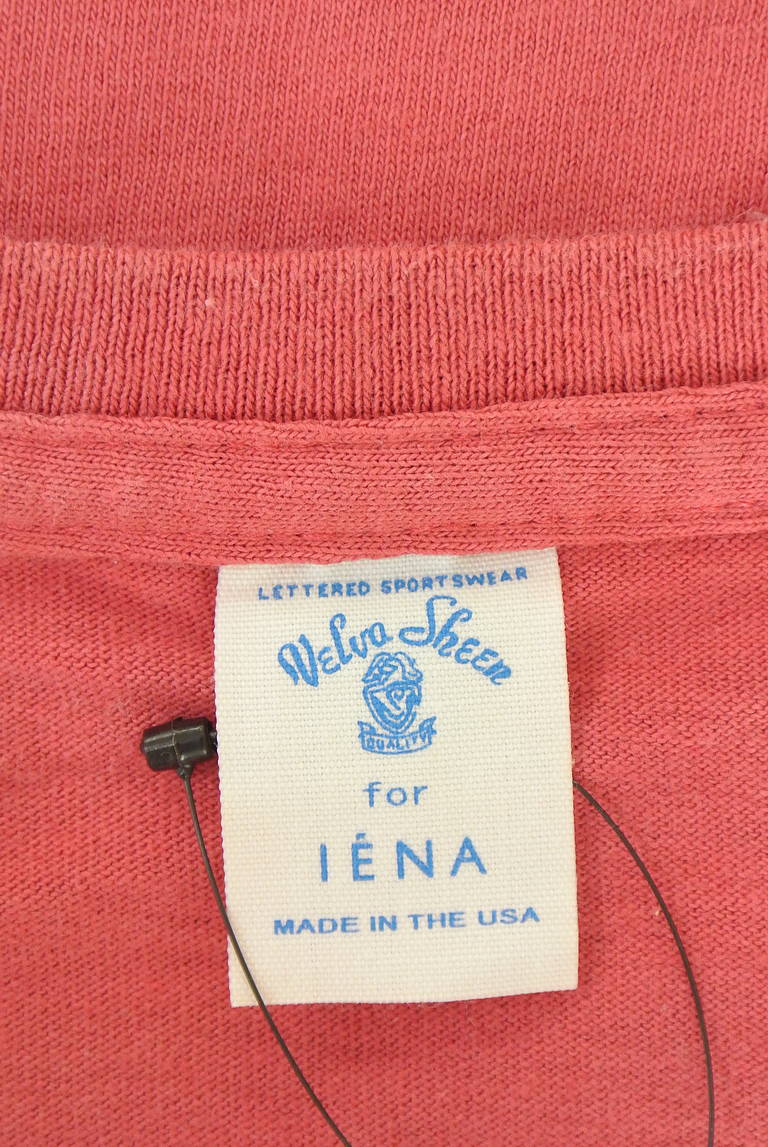 LETTERED SPORTSWEAR
Velva Sheen
QUALITY
for
IÉNA
MADE IN THE USA